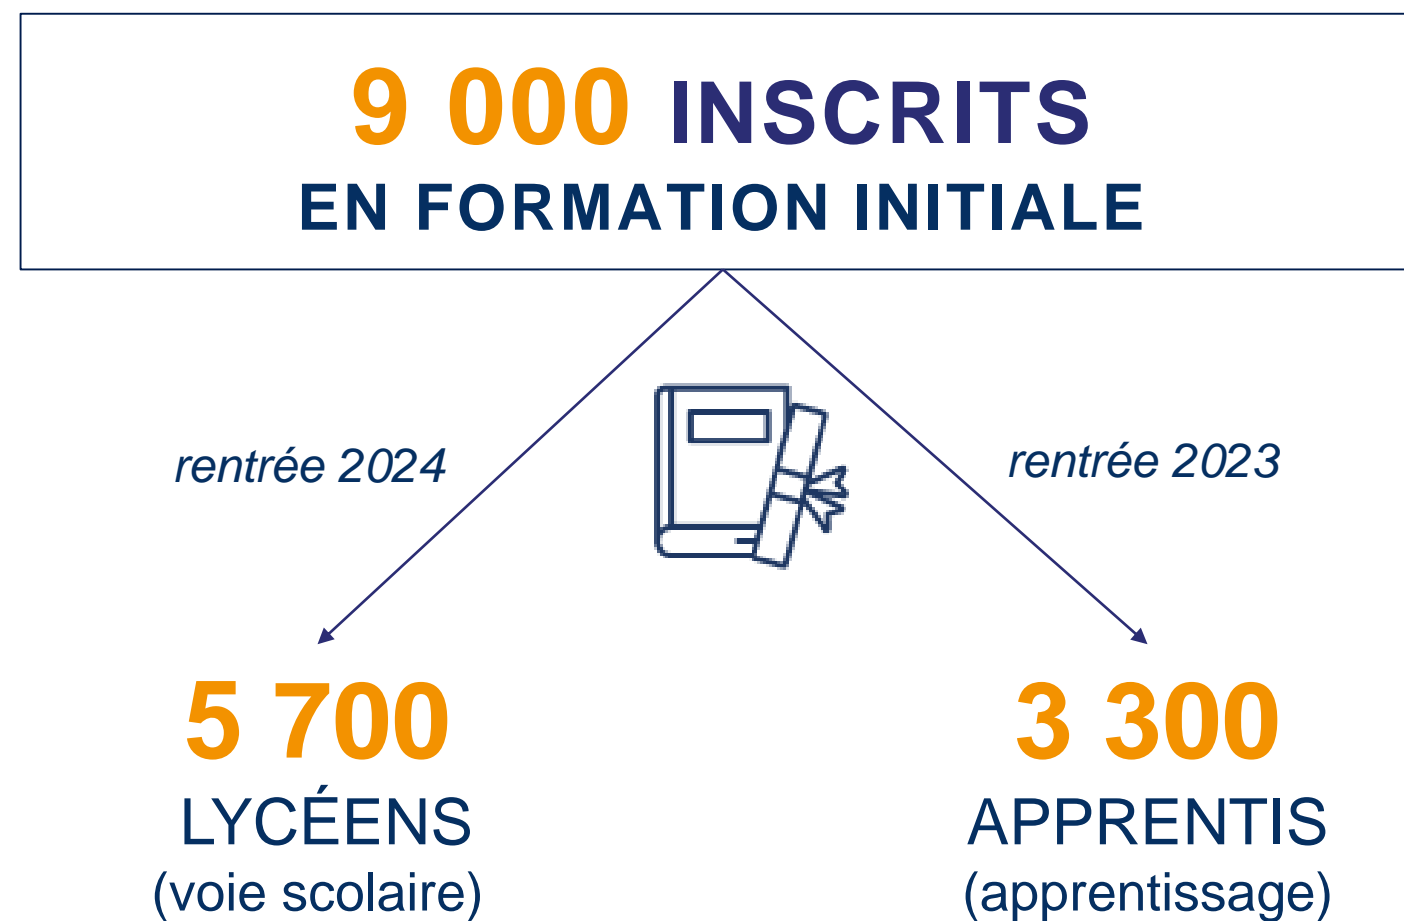 9 000 INSCRITS
EN FORMATION INITIALE
rentrée 2024
rentrée 2023
5 700
LYCÉENS
(voie scolaire)
3 300
APPRENTIS
(apprentissage)